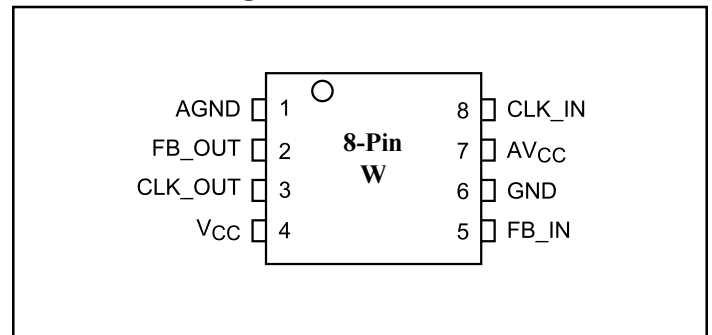 AGND 1 8 CLK_IN
FB_OUT 2 8-Pin 7 AVCC
CLK_OUT 3 W 6 GND
VCC 4 5 FB_IN